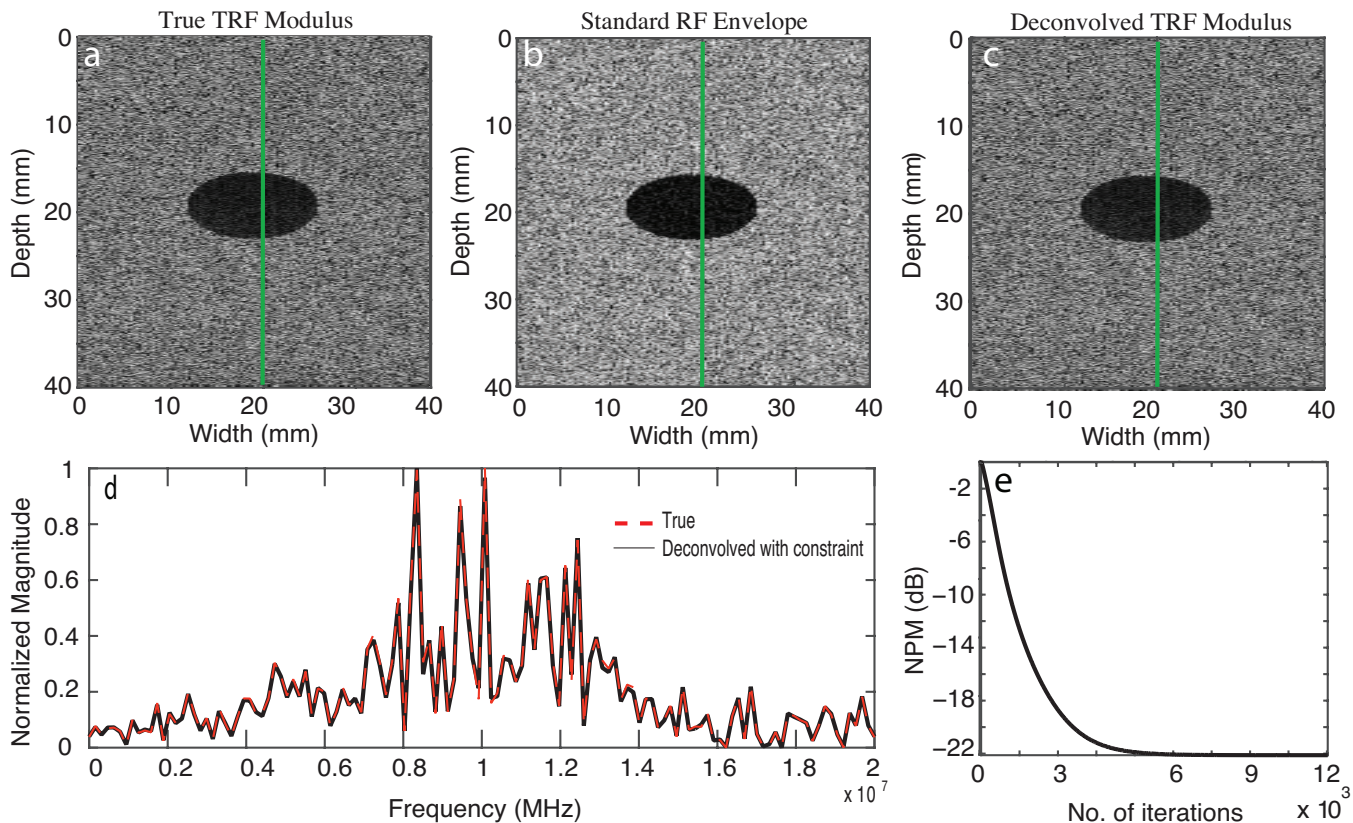 True TRF Modulus
Standard RF Envelope
Deconvolved TRF Modulus
a
0
10
20
30
40
Depth (mm)
0 10 20 30 40
Width (mm)
b
0
10
20
30
40
Depth (mm)
0 10 20 30 40
Width (mm)
c
0
10
20
30
40
Depth (mm)
0 10 20 30 40
Width (mm)
d
1
0.8
0.6
0.4
0.2
0
Normalized Magnitude
True
Deconvolved with constraint
0 0.2 0.4 0.6 0.8 1 1.2 1.4 1.6 1.8 2
x 10⁷
Frequency (MHz)
e
-2
-6
−10
−14
−18
−22
NPM (dB)
0 3 6 9 12
No. of iterations x 10³